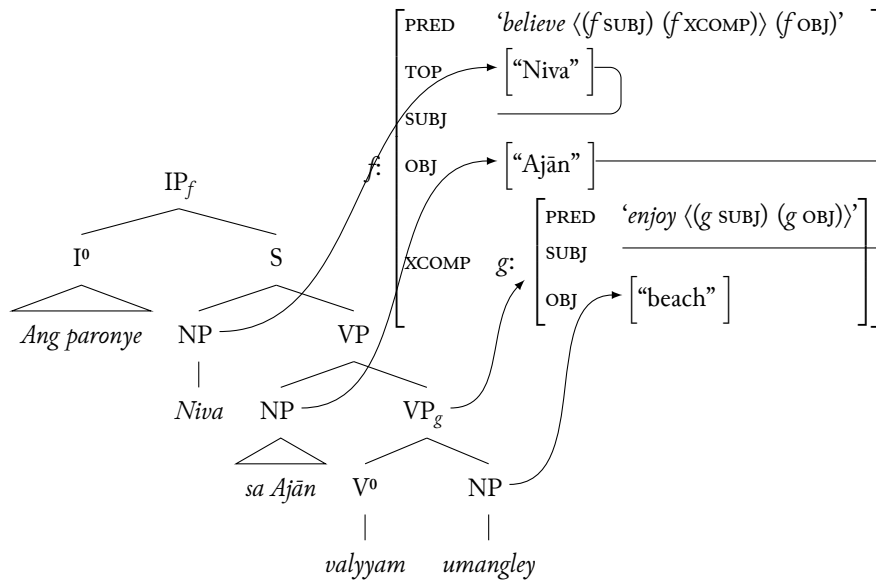 PRED ‘believe ⟨(f SUBJ) (f XCOMP)⟩ (f OBJ)’
TOP [“Niva”]
SUBJ
f: OBJ [“Ajān”]
IP_f
PRED ‘enjoy ⟨(g SUBJ) (g OBJ)⟩’
I⁰ S XCOMP g: SUBJ
OBJ [“beach”]
Ang paronye NP VP
Niva NP VP_g
sa Ajān V⁰ NP
valyyam umangley